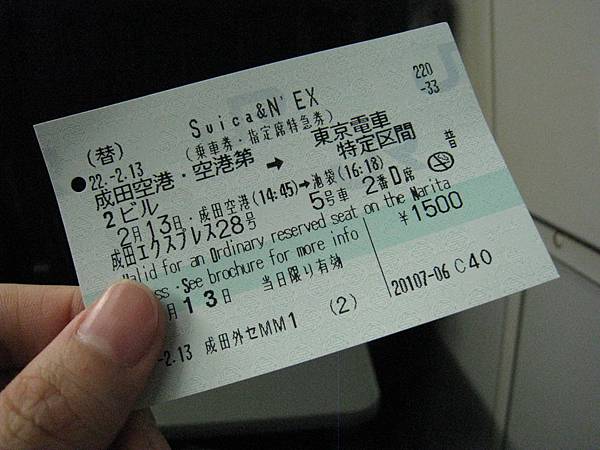 220
-33
Suica&N'EX
(替)
(乗車券・指定席特急券)
22.-2.13
成田空港・空港第2ビル
➡
東京電車特定区間
普
2月13日・成田空港(14:45)➡池袋(16:18)
成田エクスプレス28号 5号車 2番D席
Valid for an Ordinary reserved seat on the Narita
ss・See brochure for more info
¥1500
月13日 当日限り有効
-2.13 成田外セMM1 (2) 20107-06 C40